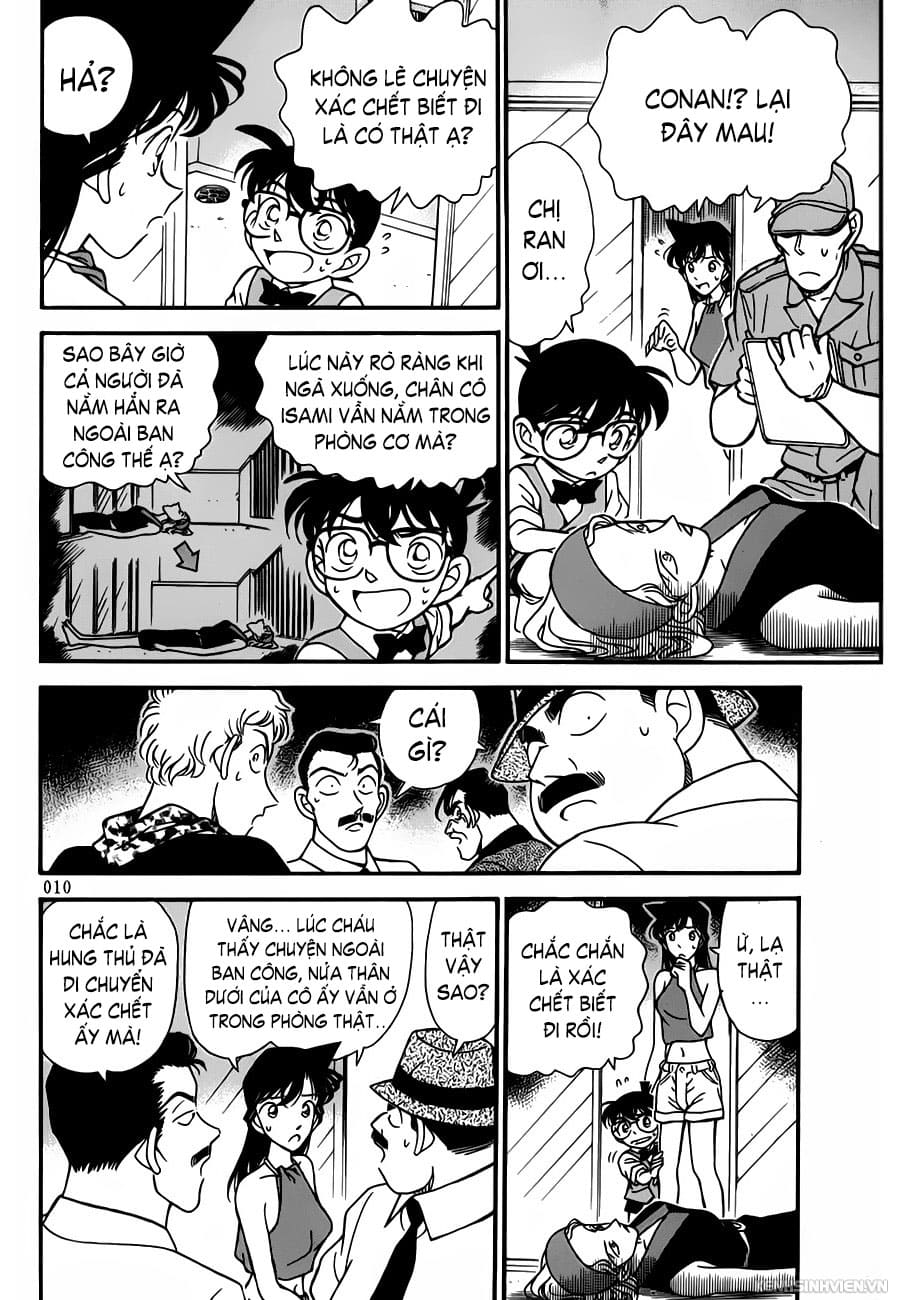 CONAN!? LẠI
ĐÂY MAU!
CHỊ
RAN
ƠI...
KHÔNG LẼ CHUYỆN
XÁC CHẾT BIẾT ĐI
LÀ CÓ THẬT Ạ?
HẢ?
LÚC NÀY RÕ RÀNG KHI
NGÃ XUỐNG, CHÂN CÔ
ISAMI VẪN NẰM TRONG
PHÒNG CƠ MÀ?
SAO BÂY GIỜ
CẢ NGƯỜI ĐÃ
NẰM HẲN RA
NGOÀI BAN
CÔNG THẾ Ạ?
CÁI
GÌ?
010
Ừ, LẠ
THẬT
...
CHẮC CHẮN
LÀ XÁC
CHẾT BIẾT
ĐI RỒI!
THẬT
VẬY
SAO?
VÂNG... LÚC CHÁU
THẤY CHUYỆN NGOÀI
BAN CÔNG, NỬA THÂN
DƯỚI CỦA CÔ ẤY VẪN Ở
TRONG PHÒNG THẬT..
CHẮC LÀ
HUNG THỦ ĐÃ
DI CHUYỂN
XÁC CHẾT
ẤY MÀ!
KENHSINHVIEN.VN